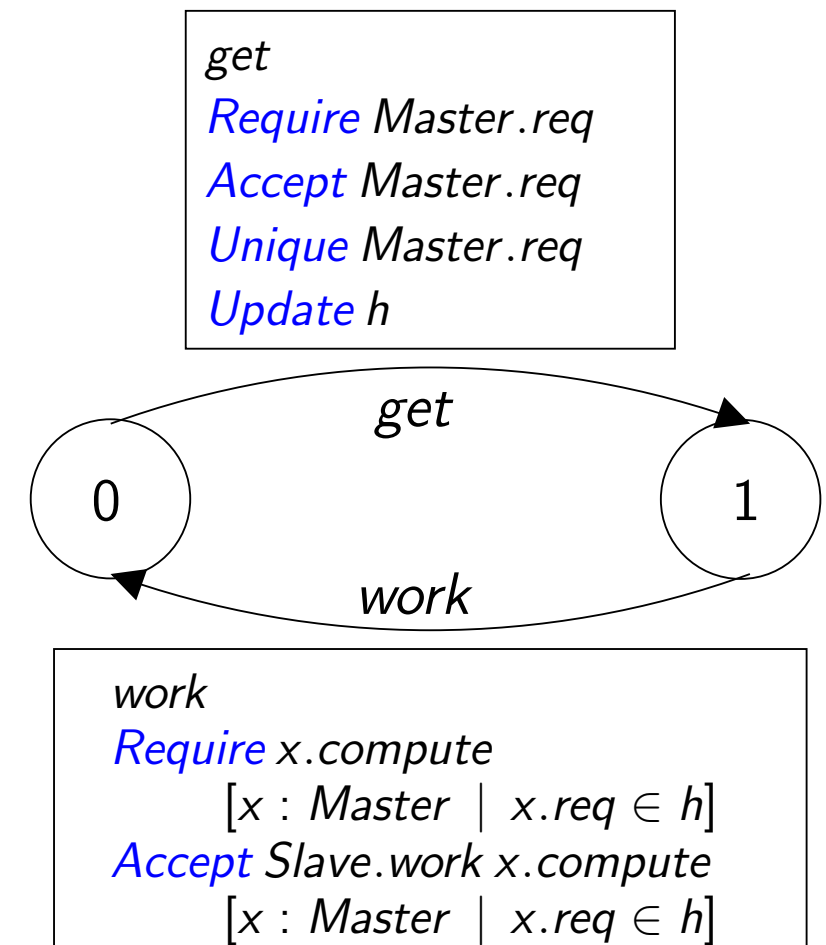 get
Require Master.req
Accept Master.req
Unique Master.req
Update h
get
0
1
work
work
Require x.compute
[x : Master | x.req ∈ h]
Accept Slave.work x.compute
[x : Master | x.req ∈ h]